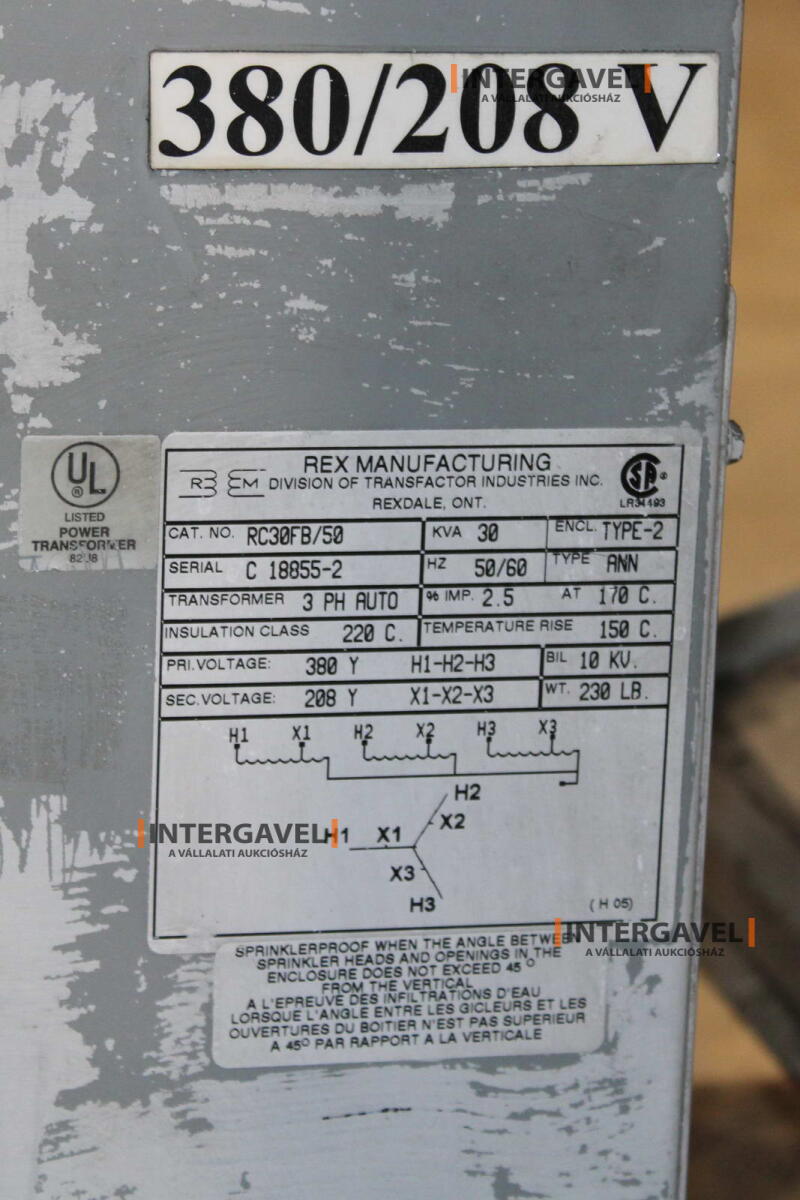 380/208 V
INTERGAVEL
A VÁLLALATI AUKCIÓSHÁZ
UL
®
LISTED
POWER
TRANSFORMER
82J8
REX MANUFACTURING
DIVISION OF TRANSFACTOR INDUSTRIES INC.
REXDALE, ONT.
SA ®
LR34493
CAT. NO. RC30FB/50 KVA 30 ENCL. TYPE-2
SERIAL C 18855-2 HZ 50/60 TYPE ANN
TRANSFORMER 3 PH AUTO % IMP. 2.5 AT 170 C.
INSULATION CLASS 220 C. TEMPERATURE RISE 150 C.
PRI. VOLTAGE: 380 Y H1-H2-H3 BIL 10 KV.
SEC. VOLTAGE: 208 Y X1-X2-X3 WT. 230 LB.
H1 X1 H2 X2 H3 X3
H2
X2
H1 X1
X3
H3
(H 05)
INTERGAVEL
A VÁLLALATI AUKCIÓSHÁZ
INTERGAVEL
A VÁLLALATI AUKCIÓSHÁZ
SPRINKLERPROOF WHEN THE ANGLE BETWEEN
SPRINKLER HEADS AND OPENINGS IN THE
ENCLOSURE DOES NOT EXCEED 45°
FROM THE VERTICAL
A L'EPREUVE DES INFILTRATIONS D'EAU
LORSQUE L'ANGLE ENTRE LES GICLEURS ET LES
OUVERTURES DU BOITIER N'EST PAS SUPERIEUR
A 45° PAR RAPPORT A LA VERTICALE